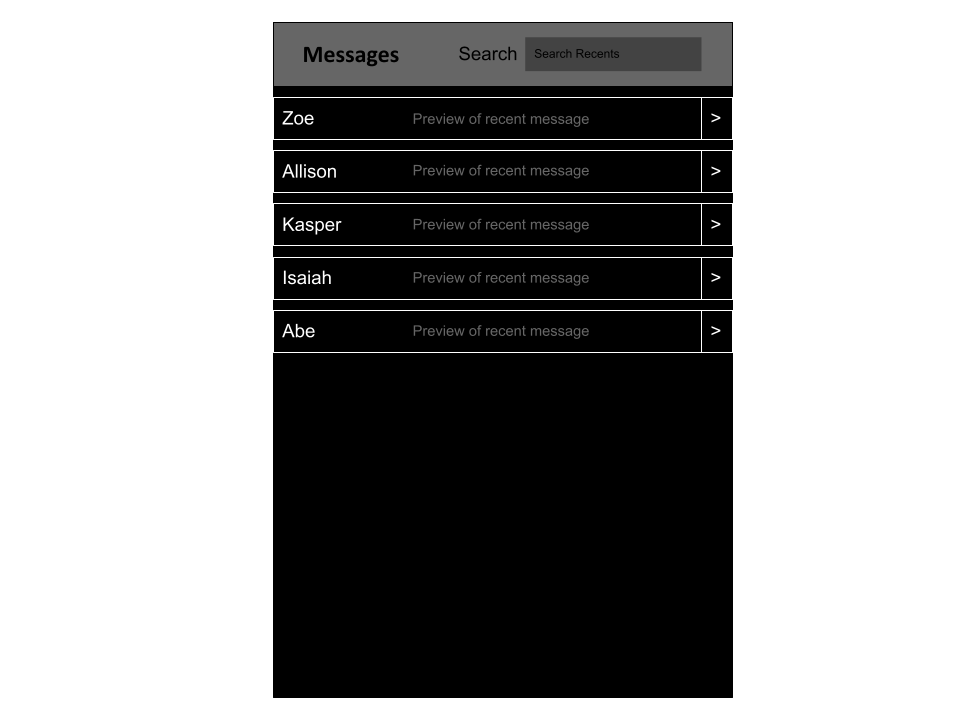 Messages Search Search Recents
Zoe Preview of recent message >
Allison Preview of recent message >
Kasper Preview of recent message >
Isaiah Preview of recent message >
Abe Preview of recent message >